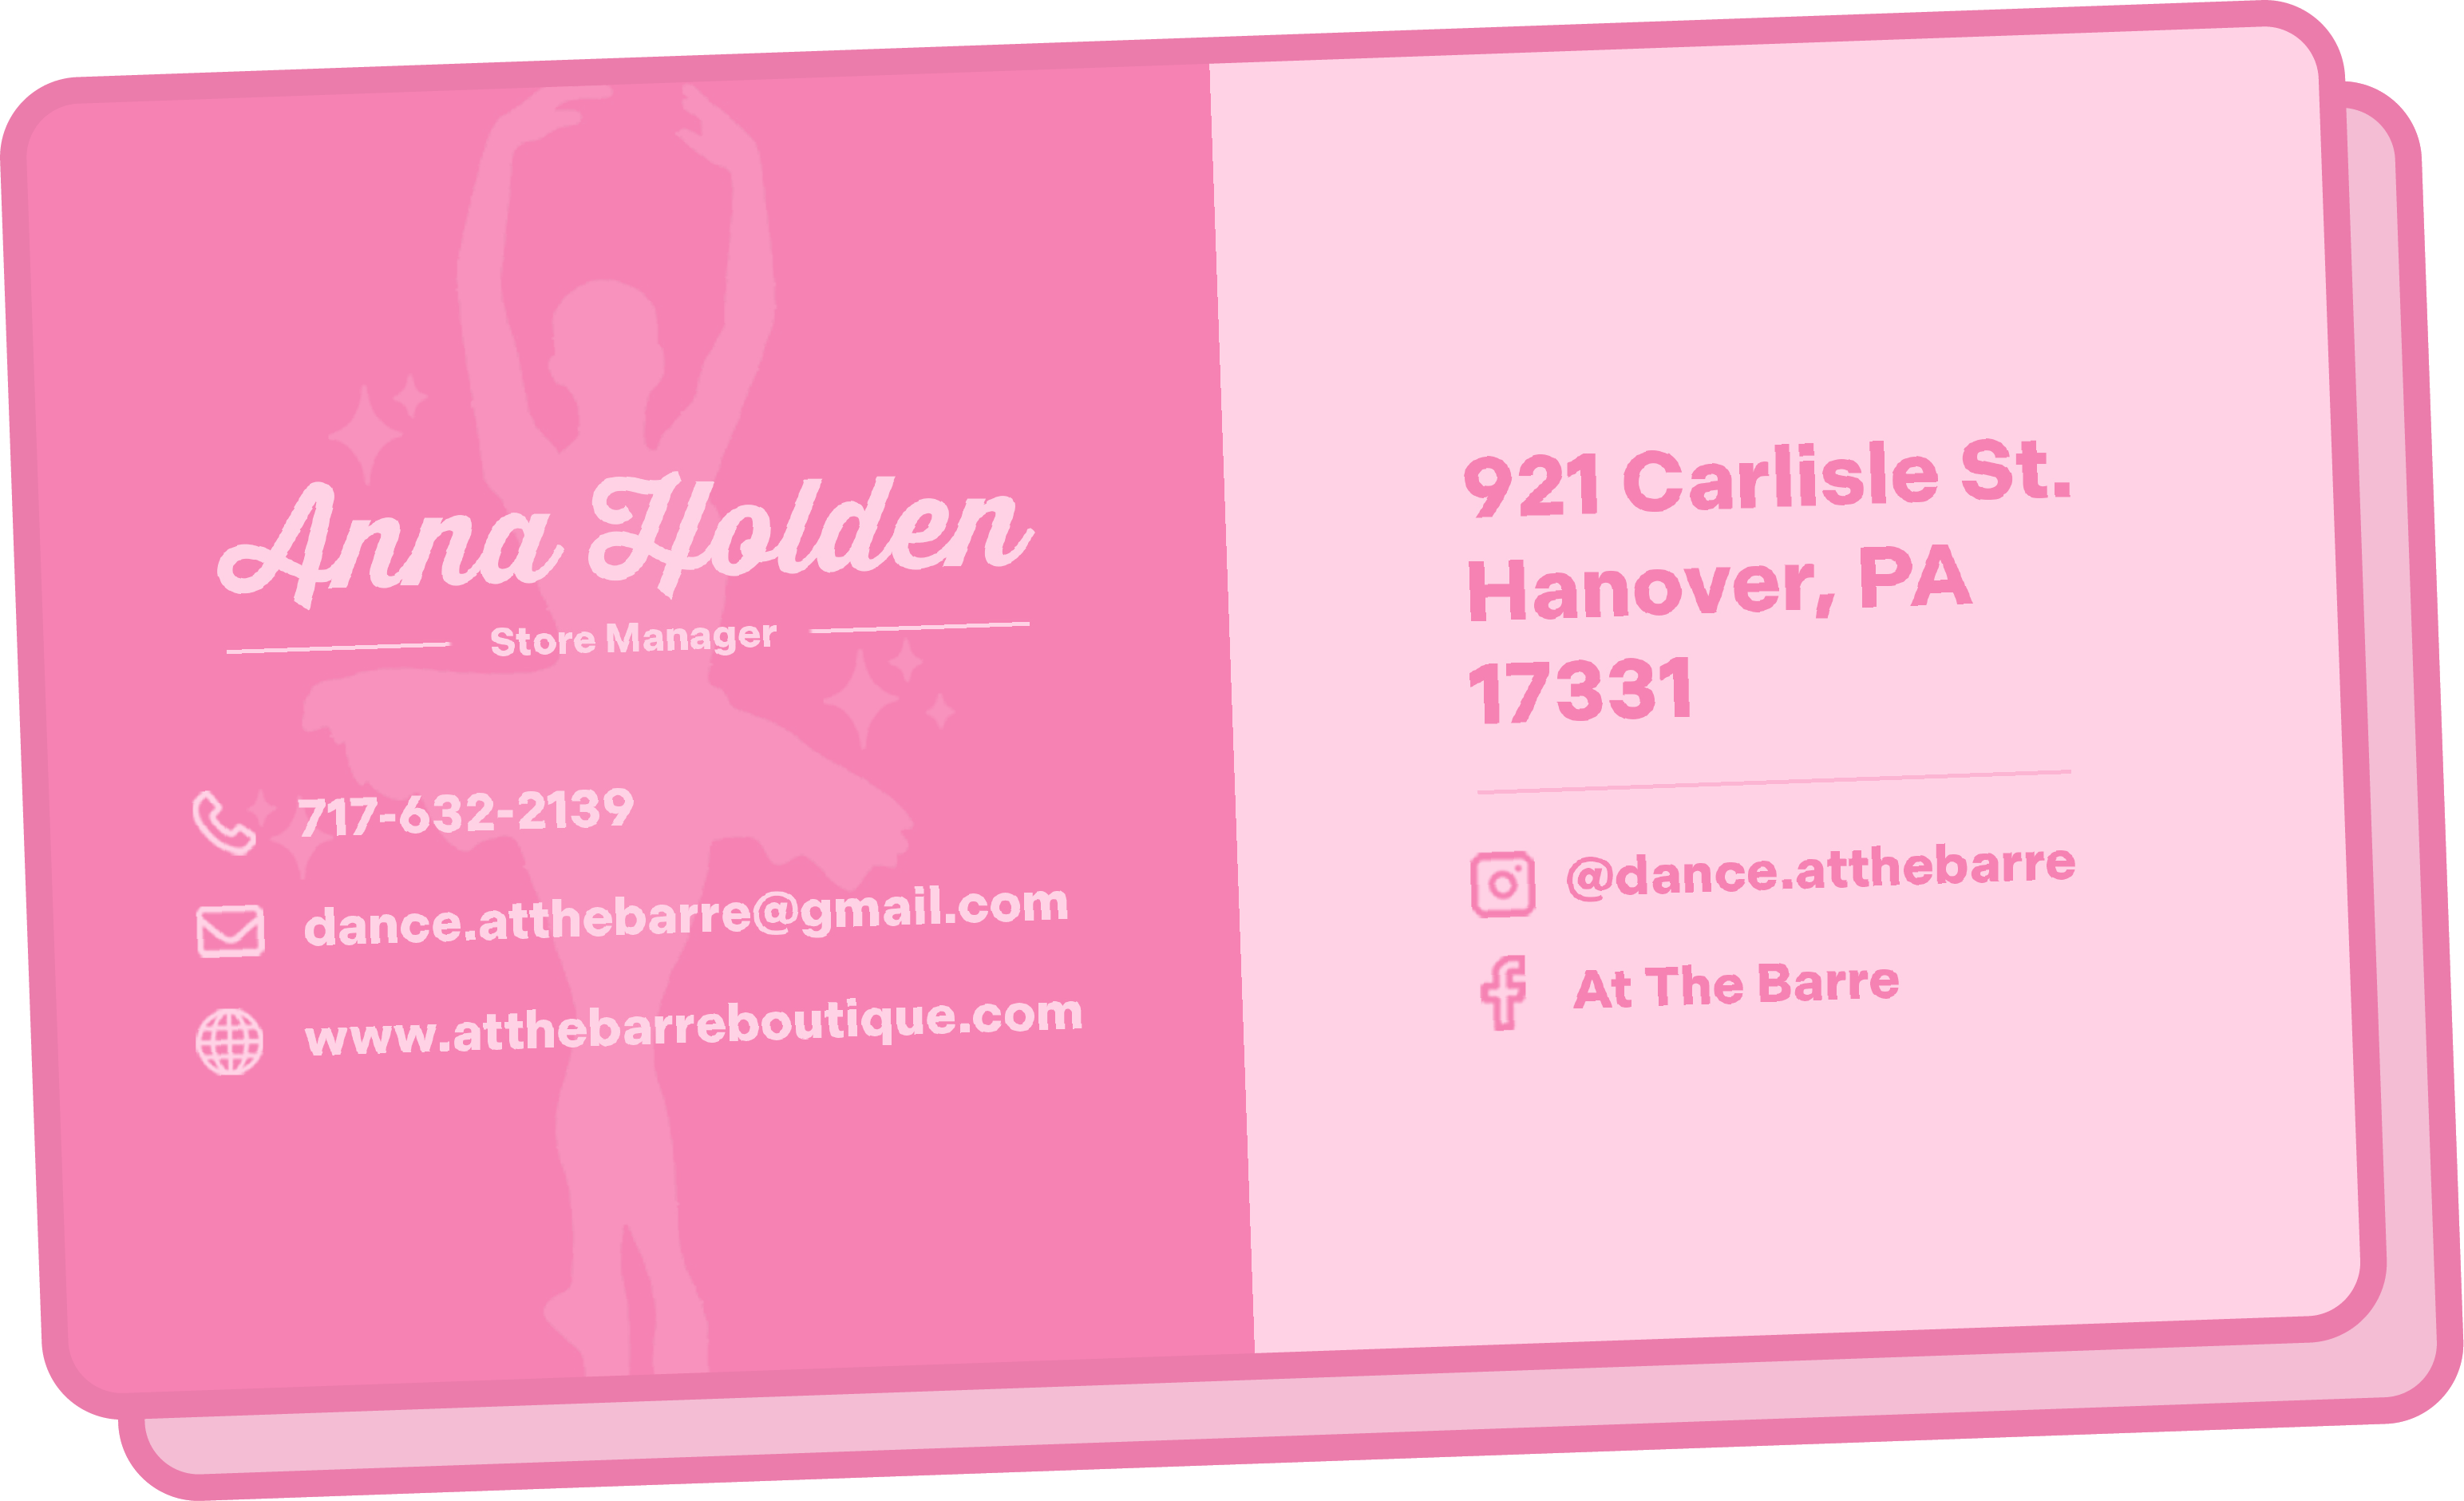 Anna Holden
Store Manager
717-632-2139
dance.atthebarre@gmail.com
www.atthebarreboutique.com
921 Carlisle St.
Hanover, PA
17331
@dance.atthebarre
At The Barre